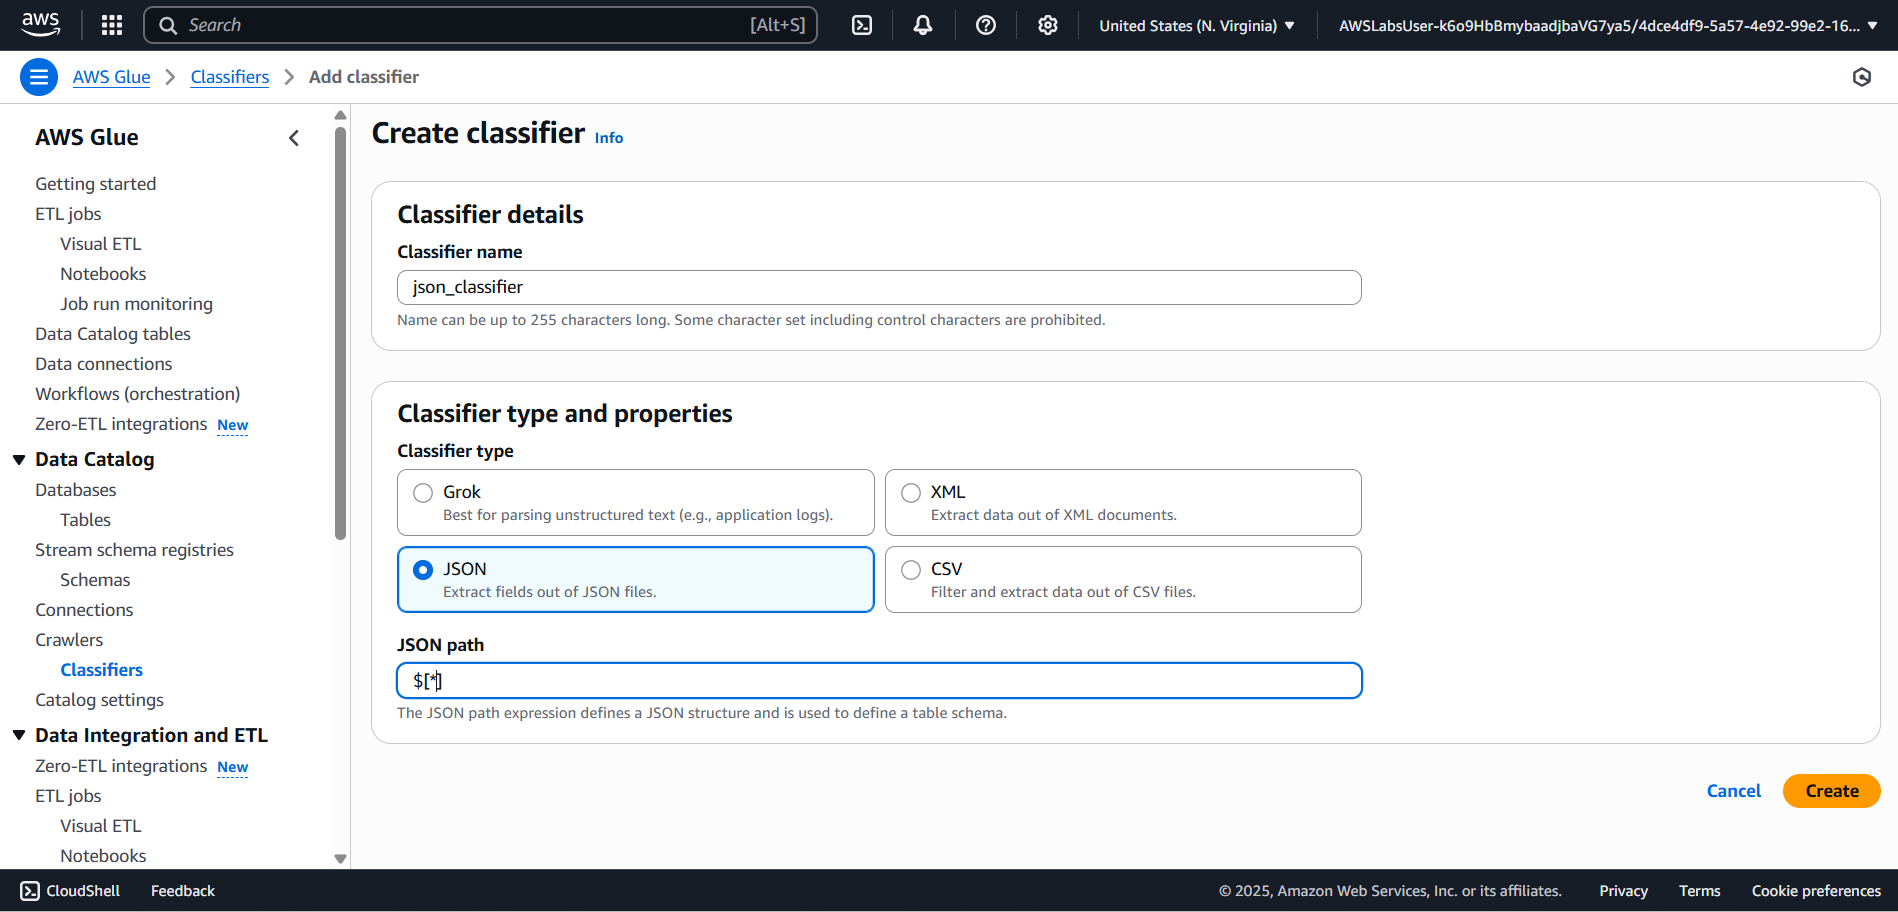 aws
Search [Alt+S]
United States (N. Virginia)
AWSLabsUser-k6o9HbBmybaadjbaVG7ya5/4dce4df9-5a57-4e92-99e2-16...
AWS Glue
Classifiers
Add classifier
AWS Glue
Getting started
ETL jobs
Visual ETL
Notebooks
Job run monitoring
Data Catalog tables
Data connections
Workflows (orchestration)
Zero-ETL integrations New
Data Catalog
Databases
Tables
Stream schema registries
Schemas
Connections
Crawlers
Classifiers
Catalog settings
Data Integration and ETL
Zero-ETL integrations New
ETL jobs
Visual ETL
Notebooks
Create classifier Info
Classifier details
Classifier name
json_classifier
Name can be up to 255 characters long. Some character set including control characters are prohibited.
Classifier type and properties
Classifier type
Grok
Best for parsing unstructured text (e.g., application logs).
XML
Extract data out of XML documents.
JSON
Extract fields out of JSON files.
CSV
Filter and extract data out of CSV files.
JSON path
$[*]
The JSON path expression defines a JSON structure and is used to define a table schema.
Cancel
Create
CloudShell
Feedback
© 2025, Amazon Web Services, Inc. or its affiliates.
Privacy
Terms
Cookie preferences